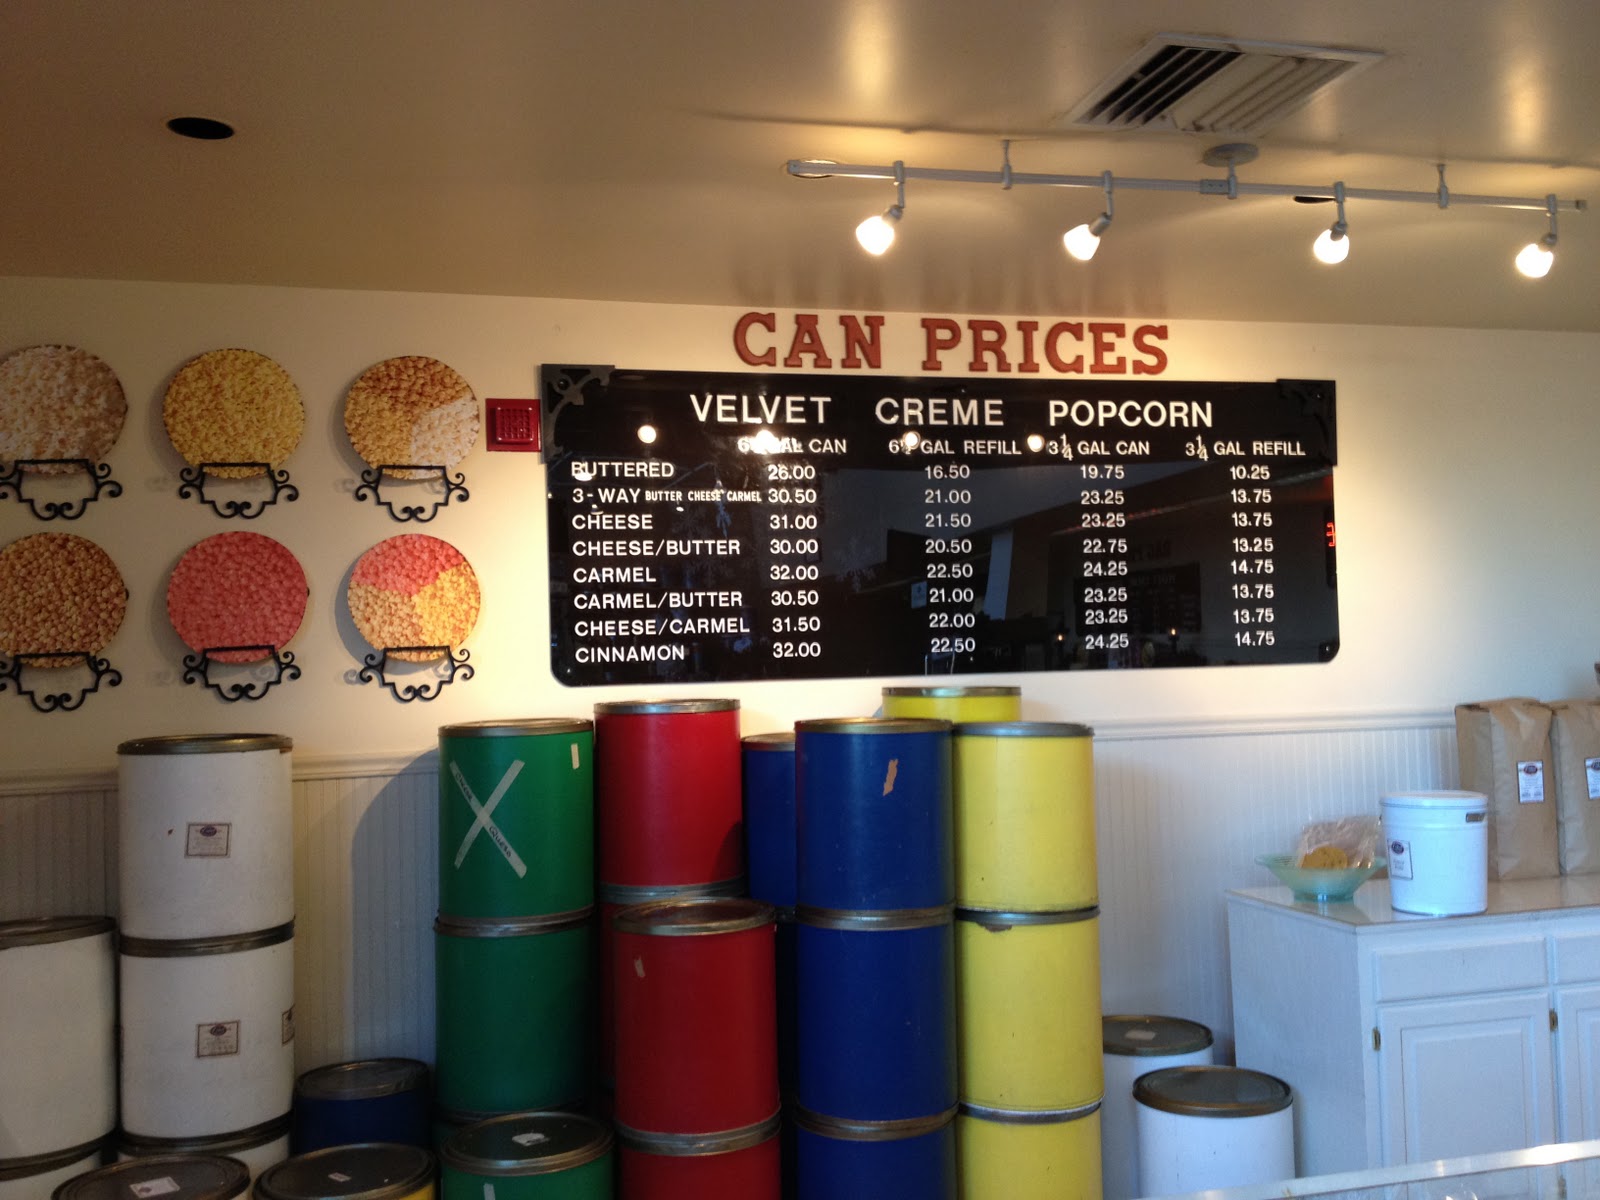 CAN PRICES
VELVET CREME POPCORN
GAL CAN GAL REFILL 3 1/4 GAL CAN 3 1/4 GAL REFILL
BUTTERED 26.00 16.50 19.75 10.25
3-WAY BUTTER CHEESE CARMEL 30.50 21.00 23.25 13.75
CHEESE 31.00 21.50 23.25 13.75
CHEESE/BUTTER 30.00 20.50 22.75 13.25
CARMEL 32.00 22.50 24.25 14.75
CARMEL/BUTTER 30.50 21.00 23.25 13.75
CHEESE/CARMEL 31.50 22.00 23.25 13.75
CINNAMON 32.00 22.50 24.25 14.75